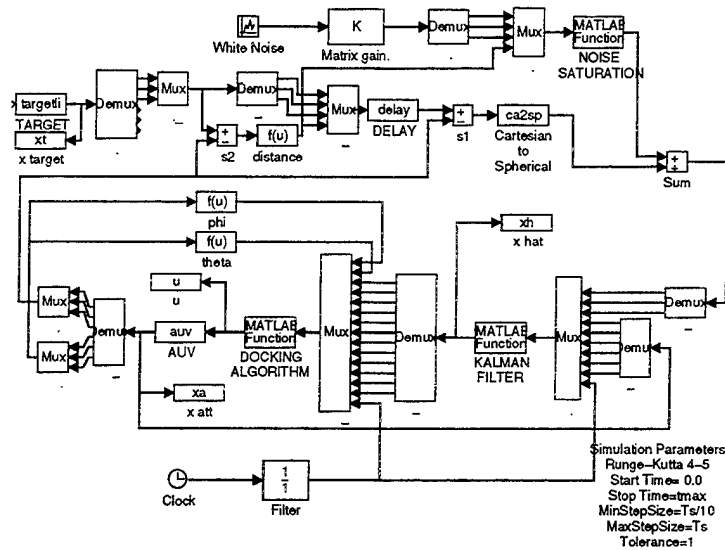 White Noise
K
Matrix gain.
Demux
Mux
MATLAB
Function
NOISE
SATURATION
targetli
TARGET
xt
x target
Demux
Mux
Demux
Mux
delay
DELAY
+
−
s2
f(u)
distance
+
−
s1
ca2sp
Cartesian
to
Spherical
+
+
Sum
f(u)
phi
f(u)
theta
xh
x hat
u
u
Mux
Mux
Demux
auv
AUV
MATLAB
Function
DOCKING
ALGORITHM
Mux
Demux
MATLAB
Function
KALMAN
FILTER
Mux
Demux
Demux
xa
x att
Clock
1
1
Filter
Simulation Parameters
Runge−Kutta 4−5
Start Time= 0.0
Stop Time=tmax
MinStepSize=Ts/10
MaxStepSize=Ts
Tolerance=1